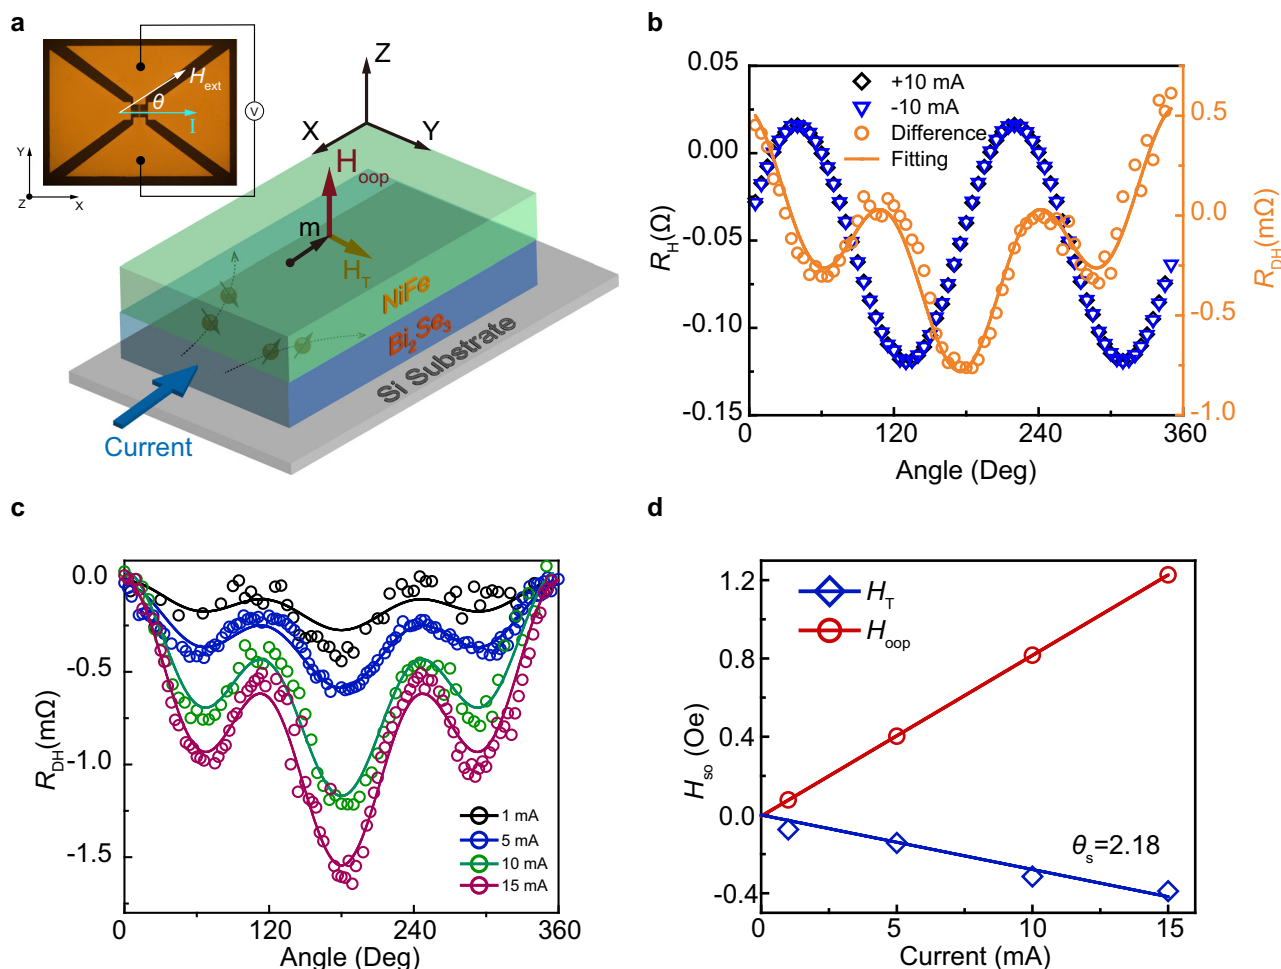 a
H_ext
θ
I
V
Y
Z
X
Z
X
Y
H_oop
m
H_T
NiFe
Bi₂Se₃
Si Substrate
Current
b
+10 mA
-10 mA
Difference
Fitting
0.05
0.00
-0.05
-0.10
-0.15
R_H(Ω)
0.5
0.0
-0.5
-1.0
R_DH(mΩ)
0
120
240
360
Angle (Deg)
c
0.0
-0.5
-1.0
-1.5
R_DH(mΩ)
1 mA
5 mA
10 mA
15 mA
0
120
240
360
Angle (Deg)
d
H_T
H_oop
1.2
0.8
0.4
0.0
-0.4
H_so (Oe)
θ_s=2.18
0
5
10
15
Current (mA)